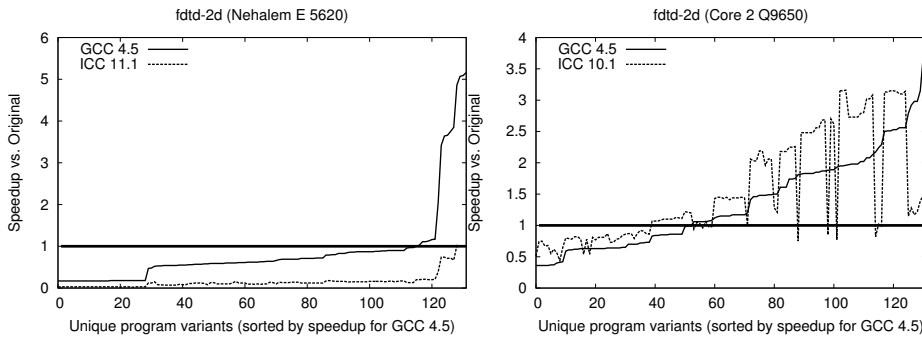 fdtd-2d (Nehalem E 5620)
6
5
4
3
2
1
0
0 20 40 60 80 100 120
Speedup vs. Original
GCC 4.5
ICC 11.1
Unique program variants (sorted by speedup for GCC 4.5)
fdtd-2d (Core 2 Q9650)
4
3.5
3
2.5
2
1.5
1
0.5
0
0 20 40 60 80 100 120
Speedup vs. Original
GCC 4.5
ICC 10.1
Unique program variants (sorted by speedup for GCC 4.5)